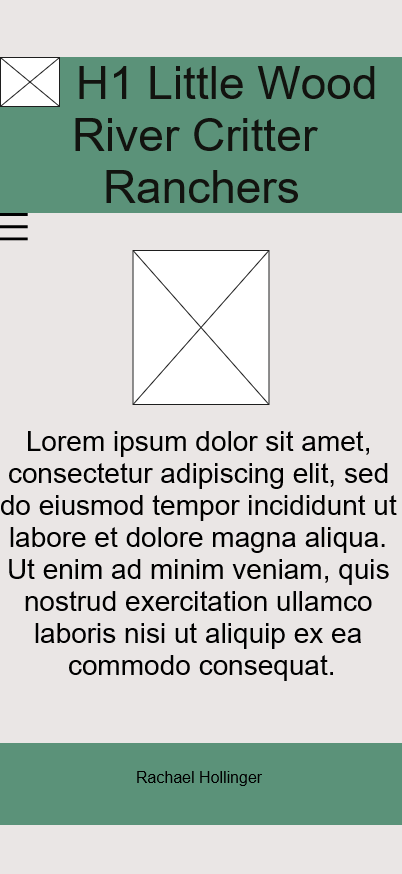 H1 Little Wood
River Critter
Ranchers
Lorem ipsum dolor sit amet,
consectetur adipiscing elit, sed
do eiusmod tempor incididunt ut
labore et dolore magna aliqua.
Ut enim ad minim veniam, quis
nostrud exercitation ullamco
laboris nisi ut aliquip ex ea
commodo consequat.
Rachael Hollinger